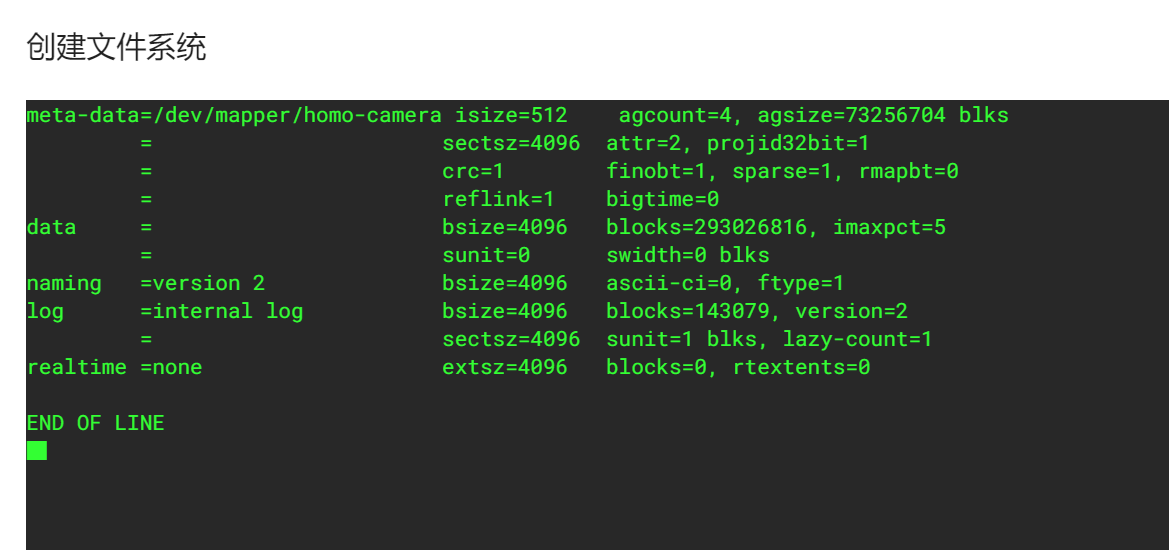 创建文件系统
meta-data=/dev/mapper/homo-camera isize=512    agcount=4, agsize=73256704 blks
         =                       sectsz=4096  attr=2, projid32bit=1
         =                       crc=1        finobt=1, sparse=1, rmapbt=0
         =                       reflink=1    bigtime=0
data     =                       bsize=4096   blocks=293026816, imaxpct=5
         =                       sunit=0      swidth=0 blks
naming   =version 2              bsize=4096   ascii-ci=0, ftype=1
log      =internal log           bsize=4096   blocks=143079, version=2
         =                       sectsz=4096  sunit=1 blks, lazy-count=1
realtime =none                   extsz=4096   blocks=0, rtextents=0
END OF LINE